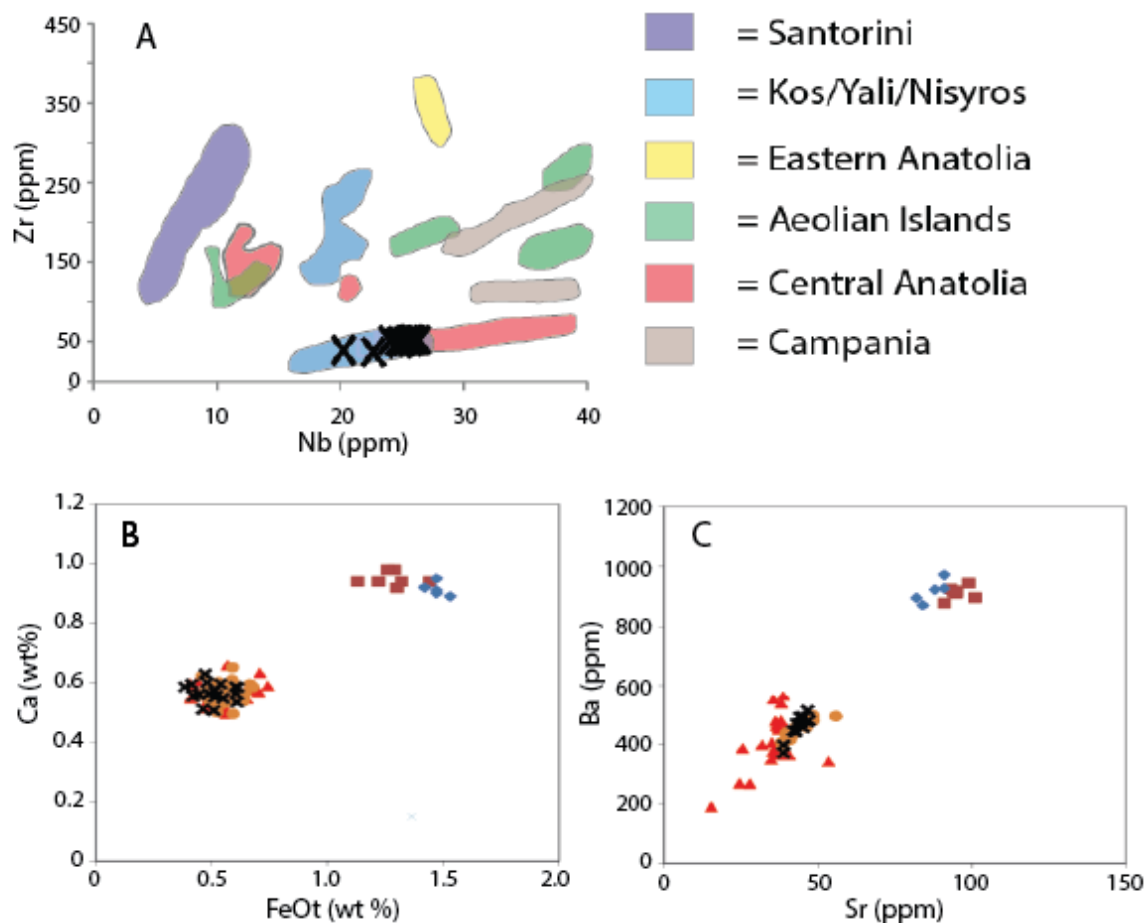 A
450
350
250
150
50
0
Zr (ppm)
0 10 20 30 40
Nb (ppm)
= Santorini
= Kos/Yali/Nisyros
= Eastern Anatolia
= Aeolian Islands
= Central Anatolia
= Campania
B
1.2
1.0
0.8
0.6
0.4
0.2
0
Ca (wt%)
0 0.5 1.0 1.5 2.0
FeOt (wt %)
C
1200
1000
800
600
400
200
0
Ba (ppm)
0 50 100 150
Sr (ppm)